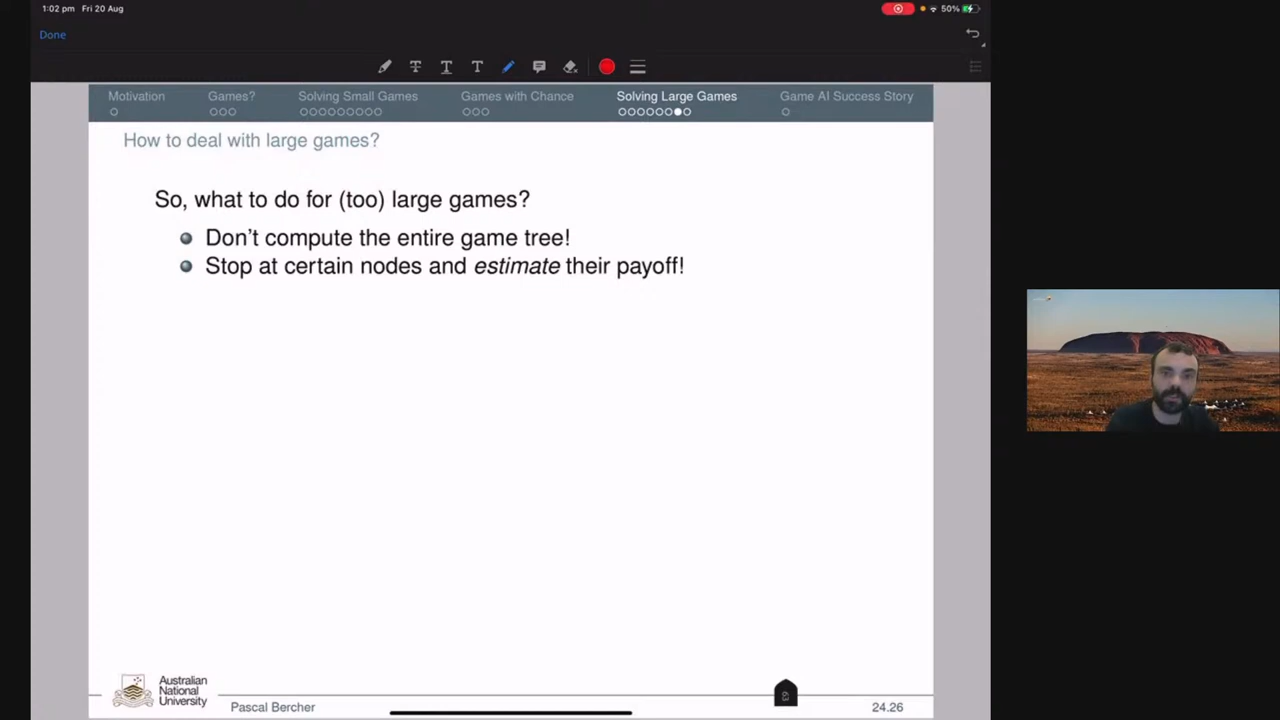 1:02 pm Fri 20 Aug
50%
Done
T T T
Motivation Games? Solving Small Games Games with Chance Solving Large Games Game AI Success Story
How to deal with large games?
So, what to do for (too) large games?
Don't compute the entire game tree!
Stop at certain nodes and estimate their payoff!
Australian
National
University
Pascal Bercher
63
24.26